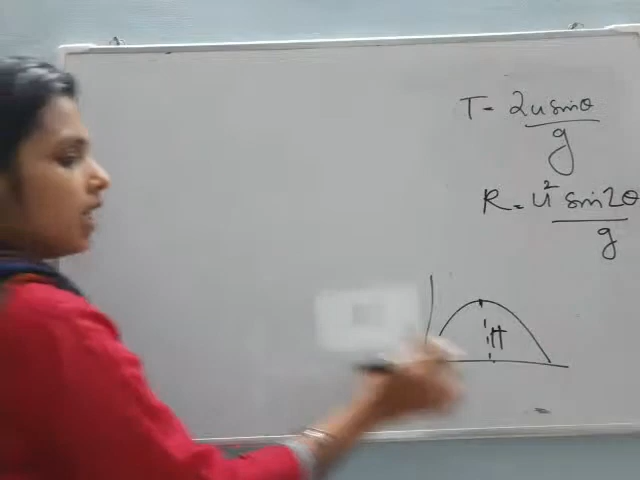 T = 2u sinθ / g
R = u² sin2θ / g
H